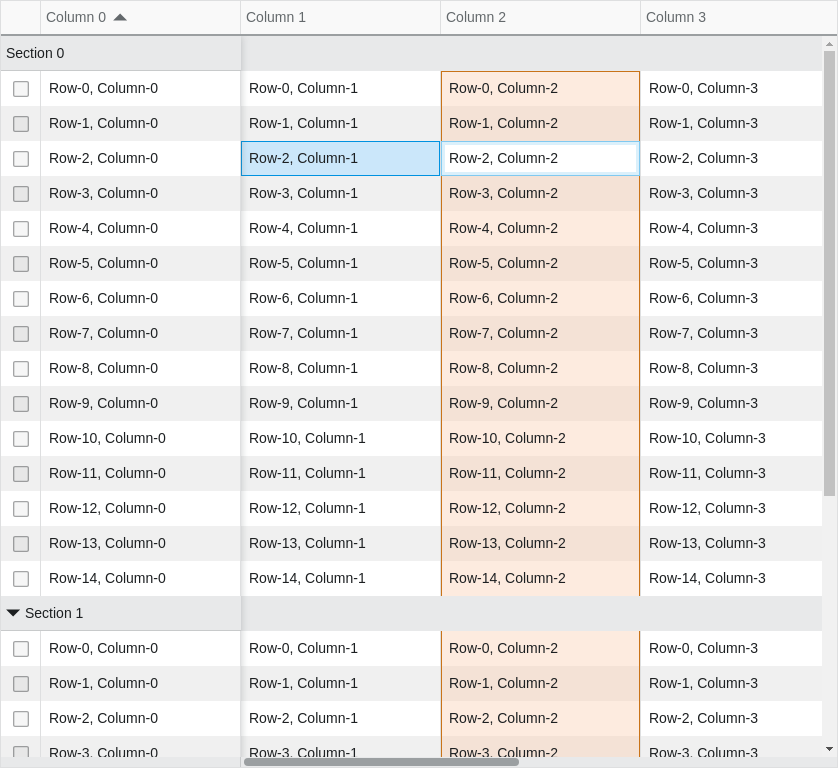 Column 0 Column 1 Column 2 Column 3
Section 0
Row-0, Column-0 Row-0, Column-1 Row-0, Column-2 Row-0, Column-3
Row-1, Column-0 Row-1, Column-1 Row-1, Column-2 Row-1, Column-3
Row-2, Column-0 Row-2, Column-1 Row-2, Column-2 Row-2, Column-3
Row-3, Column-0 Row-3, Column-1 Row-3, Column-2 Row-3, Column-3
Row-4, Column-0 Row-4, Column-1 Row-4, Column-2 Row-4, Column-3
Row-5, Column-0 Row-5, Column-1 Row-5, Column-2 Row-5, Column-3
Row-6, Column-0 Row-6, Column-1 Row-6, Column-2 Row-6, Column-3
Row-7, Column-0 Row-7, Column-1 Row-7, Column-2 Row-7, Column-3
Row-8, Column-0 Row-8, Column-1 Row-8, Column-2 Row-8, Column-3
Row-9, Column-0 Row-9, Column-1 Row-9, Column-2 Row-9, Column-3
Row-10, Column-0 Row-10, Column-1 Row-10, Column-2 Row-10, Column-3
Row-11, Column-0 Row-11, Column-1 Row-11, Column-2 Row-11, Column-3
Row-12, Column-0 Row-12, Column-1 Row-12, Column-2 Row-12, Column-3
Row-13, Column-0 Row-13, Column-1 Row-13, Column-2 Row-13, Column-3
Row-14, Column-0 Row-14, Column-1 Row-14, Column-2 Row-14, Column-3
Section 1
Row-0, Column-0 Row-0, Column-1 Row-0, Column-2 Row-0, Column-3
Row-1, Column-0 Row-1, Column-1 Row-1, Column-2 Row-1, Column-3
Row-2, Column-0 Row-2, Column-1 Row-2, Column-2 Row-2, Column-3
Row-3, Column-0 Row-3, Column-1 Row-3, Column-2 Row-3, Column-3